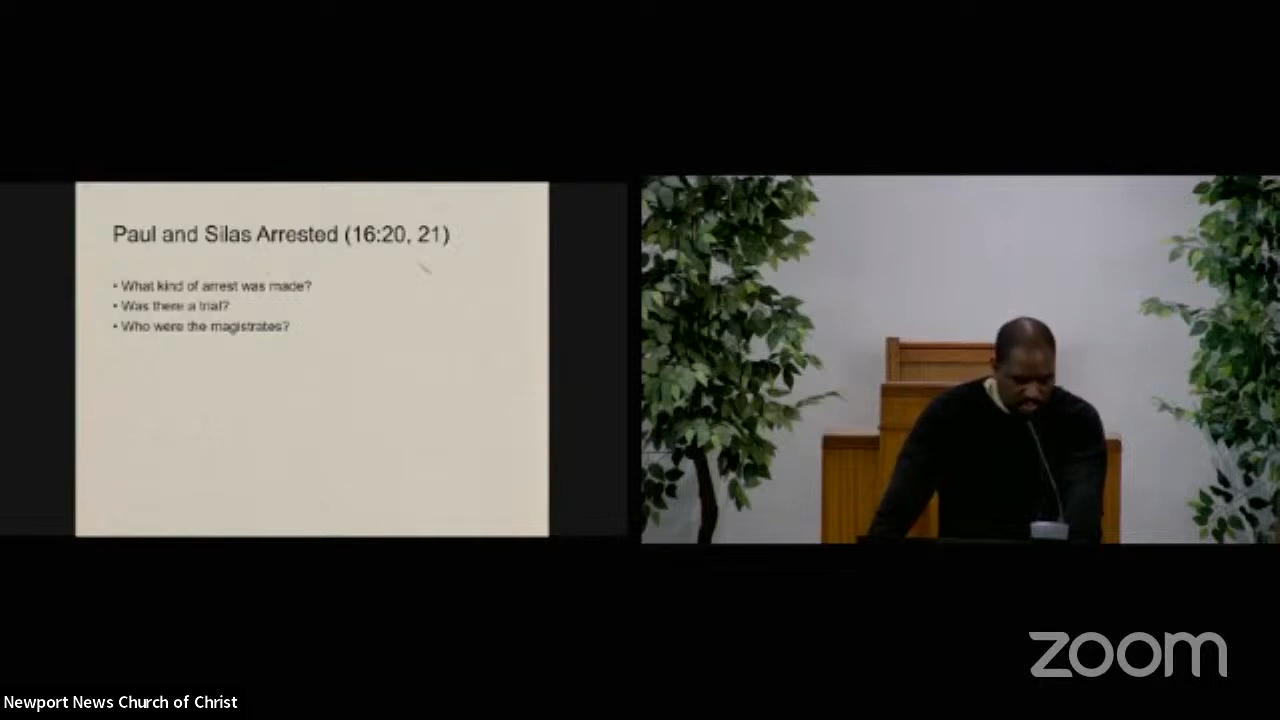 Paul and Silas Arrested (16:20, 21)
• What kind of arrest was made?
• Was there a trial?
• Who were the magistrates?
zoom
Newport News Church of Christ